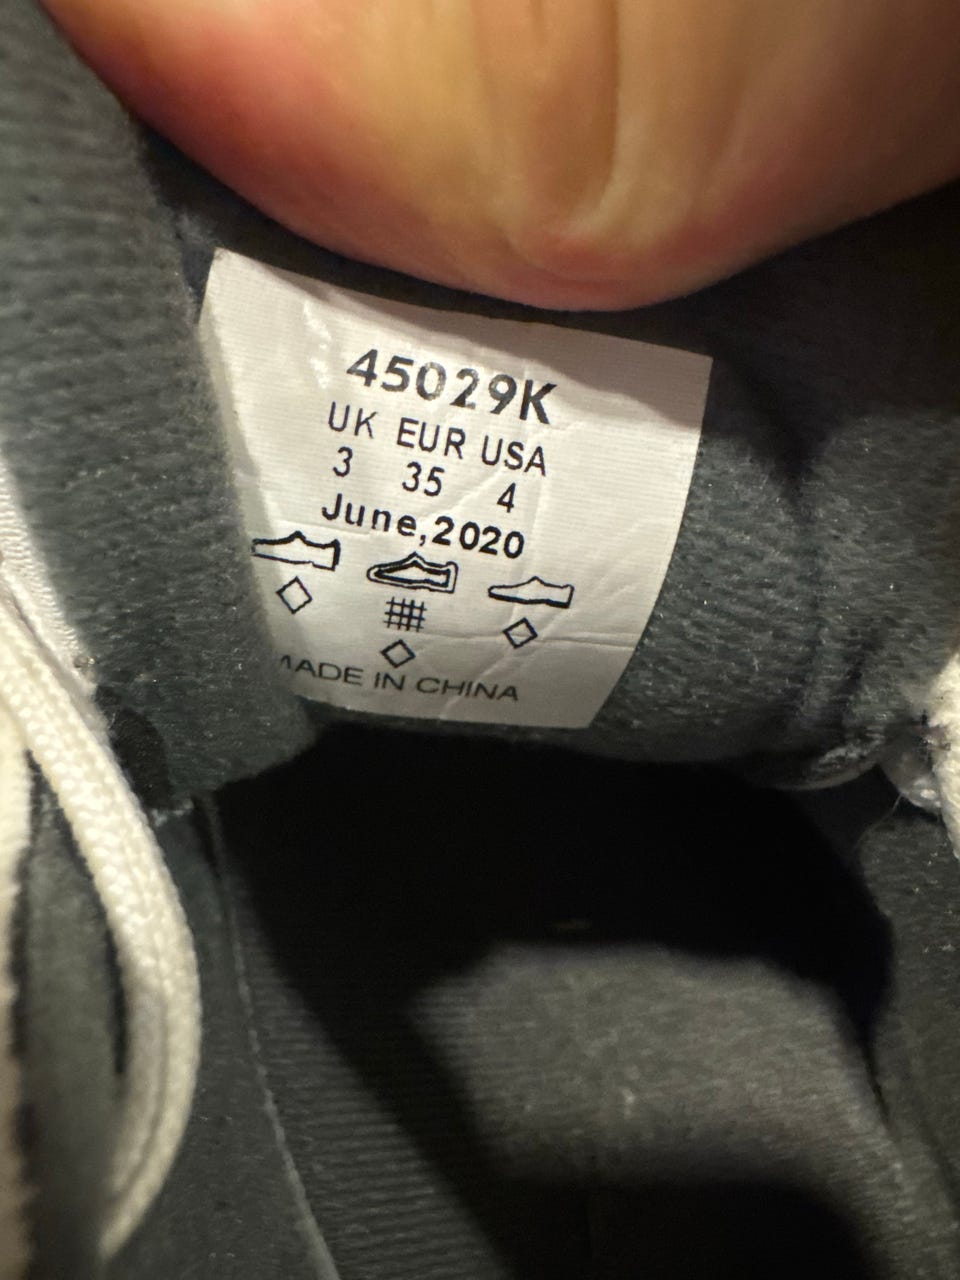 45029K
UK EUR USA
3 35 4
June,2020
MADE IN CHINA